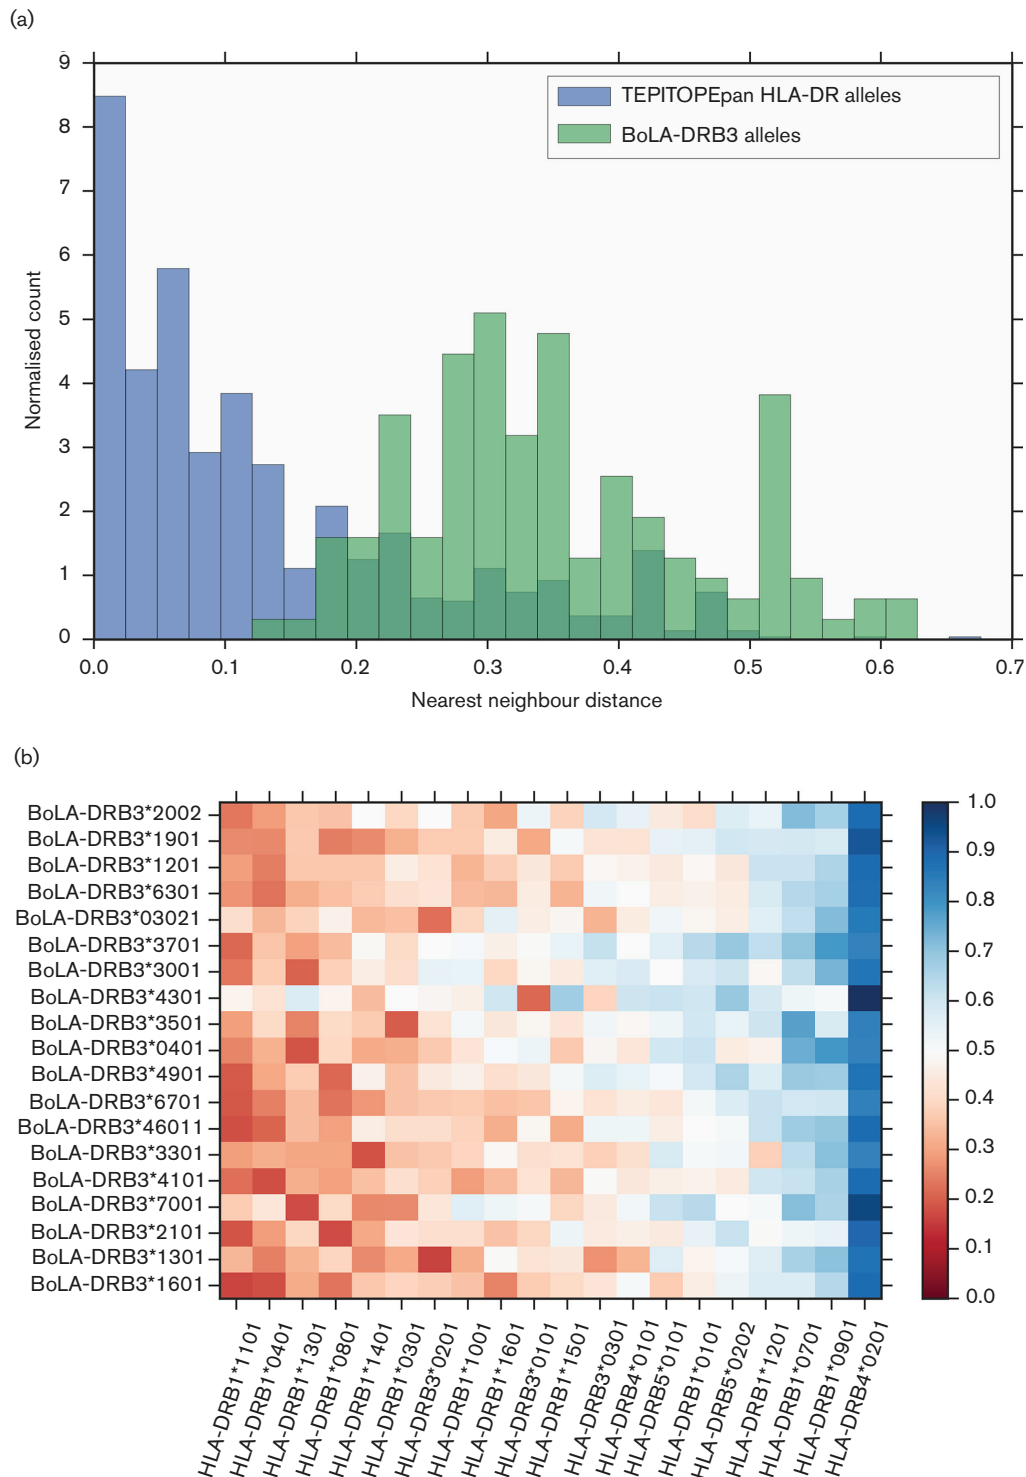 (a)
9
8
7
6
5
4
3
2
1
0
Normalised count
TEPITOPEpan HLA-DR alleles
BoLA-DRB3 alleles
0.0 0.1 0.2 0.3 0.4 0.5 0.6 0.7
Nearest neighbour distance
(b)
BoLA-DRB3*2002
BoLA-DRB3*1901
BoLA-DRB3*1201
BoLA-DRB3*6301
BoLA-DRB3*03021
BoLA-DRB3*3701
BoLA-DRB3*3001
BoLA-DRB3*4301
BoLA-DRB3*3501
BoLA-DRB3*0401
BoLA-DRB3*4901
BoLA-DRB3*6701
BoLA-DRB3*46011
BoLA-DRB3*3301
BoLA-DRB3*4101
BoLA-DRB3*7001
BoLA-DRB3*2101
BoLA-DRB3*1301
BoLA-DRB3*1601
1.0
0.9
0.8
0.7
0.6
0.5
0.4
0.3
0.2
0.1
0.0
HLA-DRB1*1101
HLA-DRB1*0401
HLA-DRB1*1301
HLA-DRB1*0801
HLA-DRB1*1401
HLA-DRB1*0301
HLA-DRB3*0201
HLA-DRB1*1001
HLA-DRB1*1601
HLA-DRB3*0101
HLA-DRB1*1501
HLA-DRB3*0301
HLA-DRB4*0101
HLA-DRB5*0101
HLA-DRB1*0101
HLA-DRB5*0202
HLA-DRB1*1201
HLA-DRB1*0701
HLA-DRB1*0901
HLA-DRB4*0201